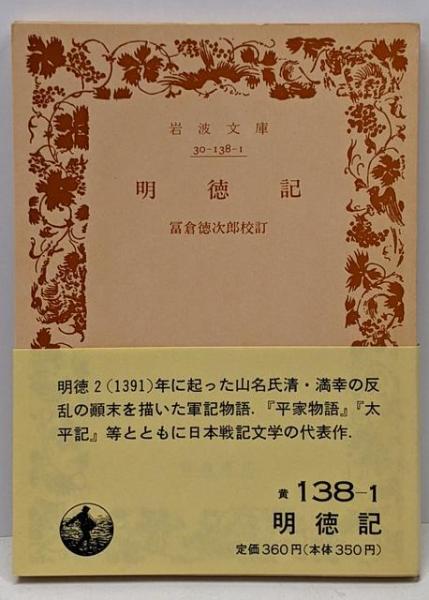 岩波文庫
30-138-1
明徳記
冨倉徳次郎校訂
明徳2(1391)年に起った山名氏清・満幸の反
乱の顚末を描いた軍記物語．『平家物語』『太
平記』等とともに日本戦記文学の代表作．
黄 138-1
明徳記
定価360円(本体350円)